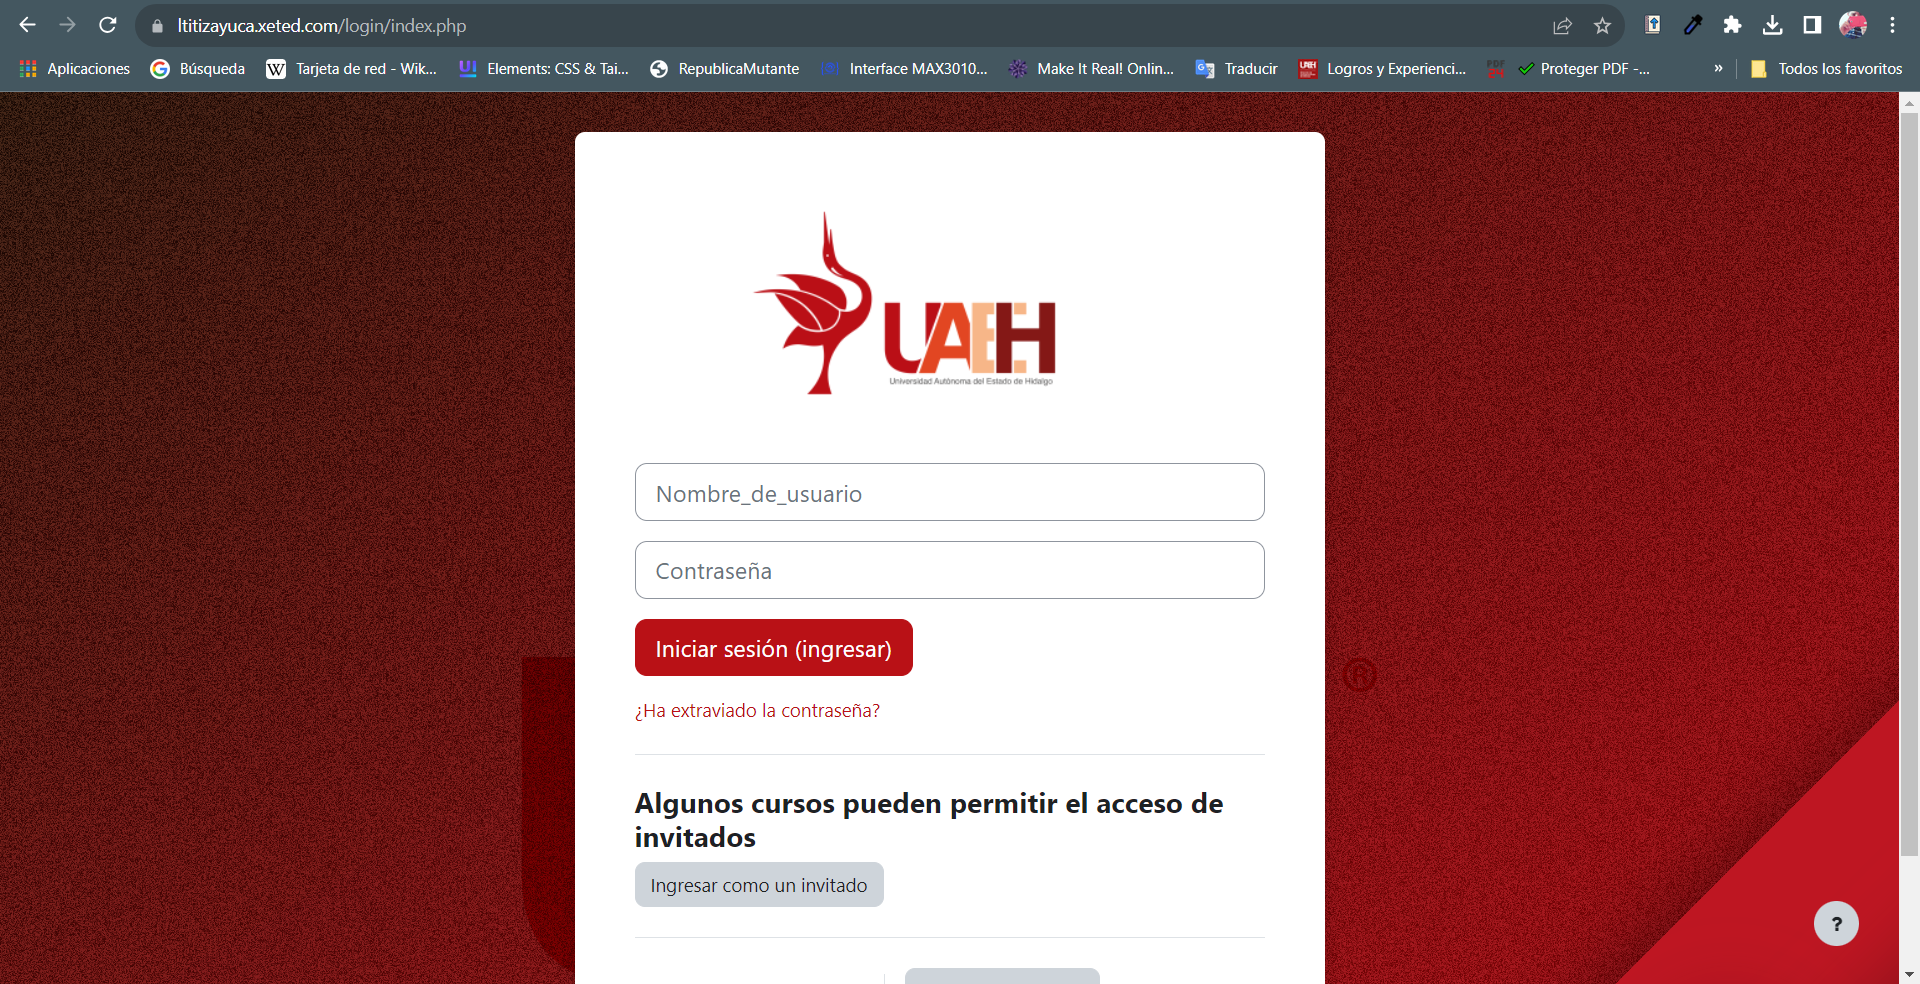 ltitizayuca.xeted.com/login/index.php
Aplicaciones
Búsqueda
Tarjeta de red - Wik...
Elements: CSS & Tai...
RepublicaMutante
Interface MAX3010...
Make It Real! Onlin...
Traducir
Logros y Experienci...
Proteger PDF -...
»
Todos los favoritos
UAEH
Universidad Autónoma del Estado de Hidalgo
Nombre_de_usuario
Contraseña
Iniciar sesión (ingresar)
®
¿Ha extraviado la contraseña?
Algunos cursos pueden permitir el acceso de
invitados
Ingresar como un invitado
?